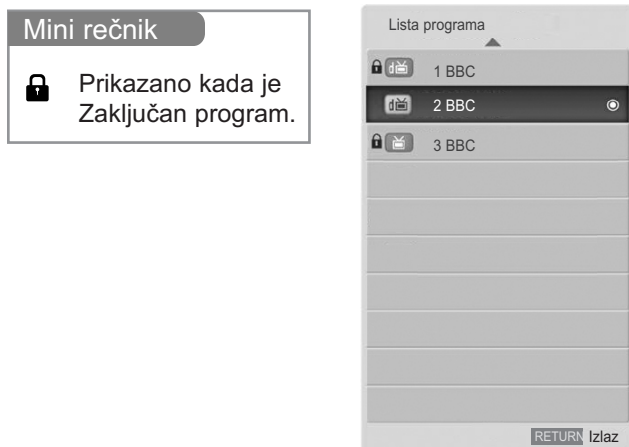 Mini rečnik
Prikazano kada je
Zaključan program.
Lista programa
1 BBC
2 BBC
3 BBC
RETURN Izlaz